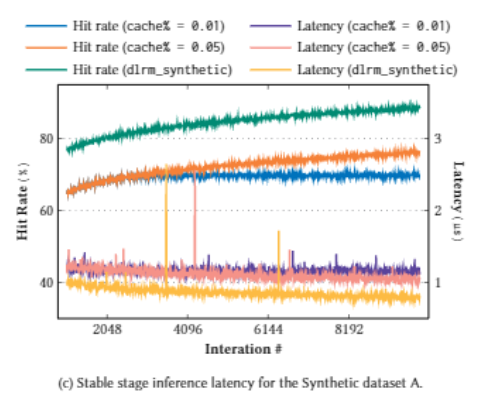 Hit rate (cache% = 0.01) Latency (cache% = 0.01)
Hit rate (cache% = 0.05) Latency (cache% = 0.05)
Hit rate (dlrm_synthetic) Latency (dlrm_synthetic)
80
60
40
Hit Rate (%)
3
2
1
Latency (μs)
2048 4096 6144 8192
Interation #
(c) Stable stage inference latency for the Synthetic dataset A.